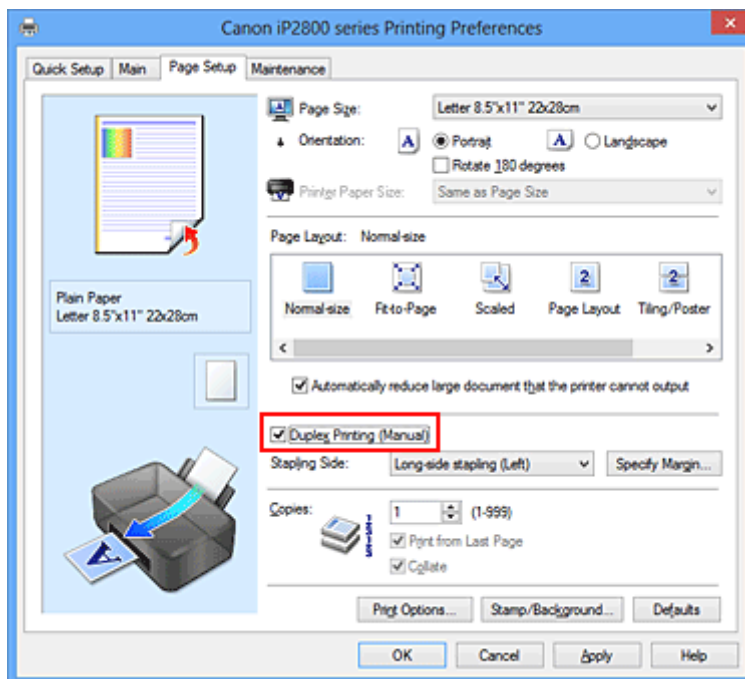 Canon iP2800 series Printing Preferences
Quick Setup Main Page Setup Maintenance
Page Size: Letter 8.5"x11" 22x28cm
Orientation: A Portrait A Landscape
Rotate 180 degrees
Printer Paper Size: Same as Page Size
Page Layout: Normal-size
Normal-size Fit-to-Page Scaled Page Layout Tiling/Poster
Plain Paper
Letter 8.5"x11" 22x28cm
Automatically reduce large document that the printer cannot output
Duplex Printing (Manual)
Stapling Side: Long-side stapling (Left) Specify Margin...
Copies: 1 (1-999)
Print from Last Page
Collate
Print Options... Stamp/Background... Defaults
OK Cancel Apply Help